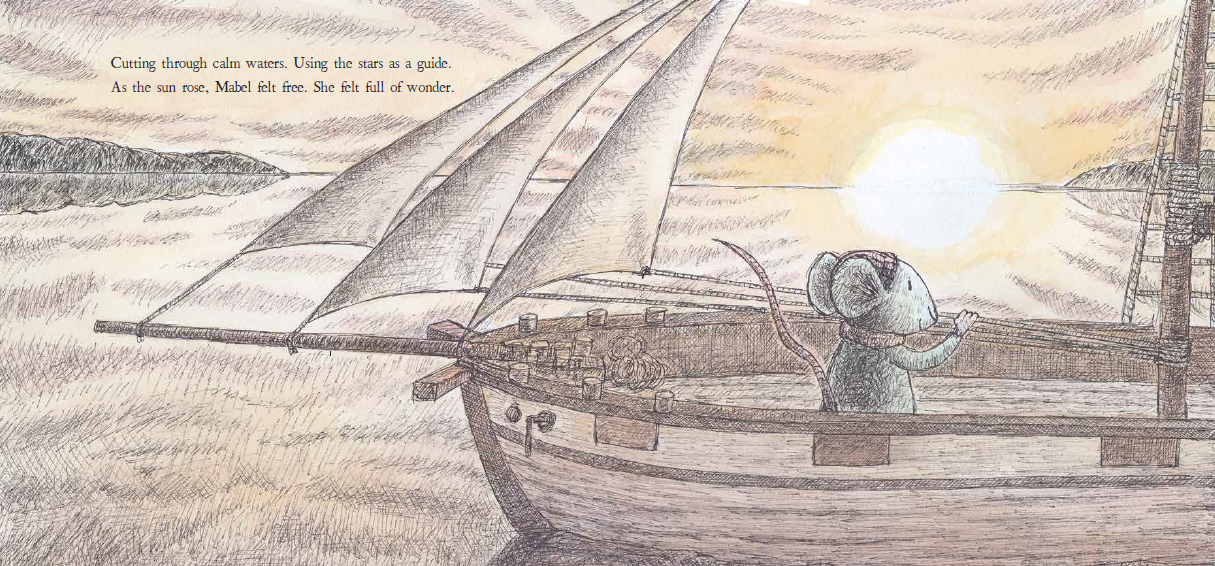 Cutting through calm waters. Using the stars as a guide.
As the sun rose, Mabel felt free. She felt full of wonder.